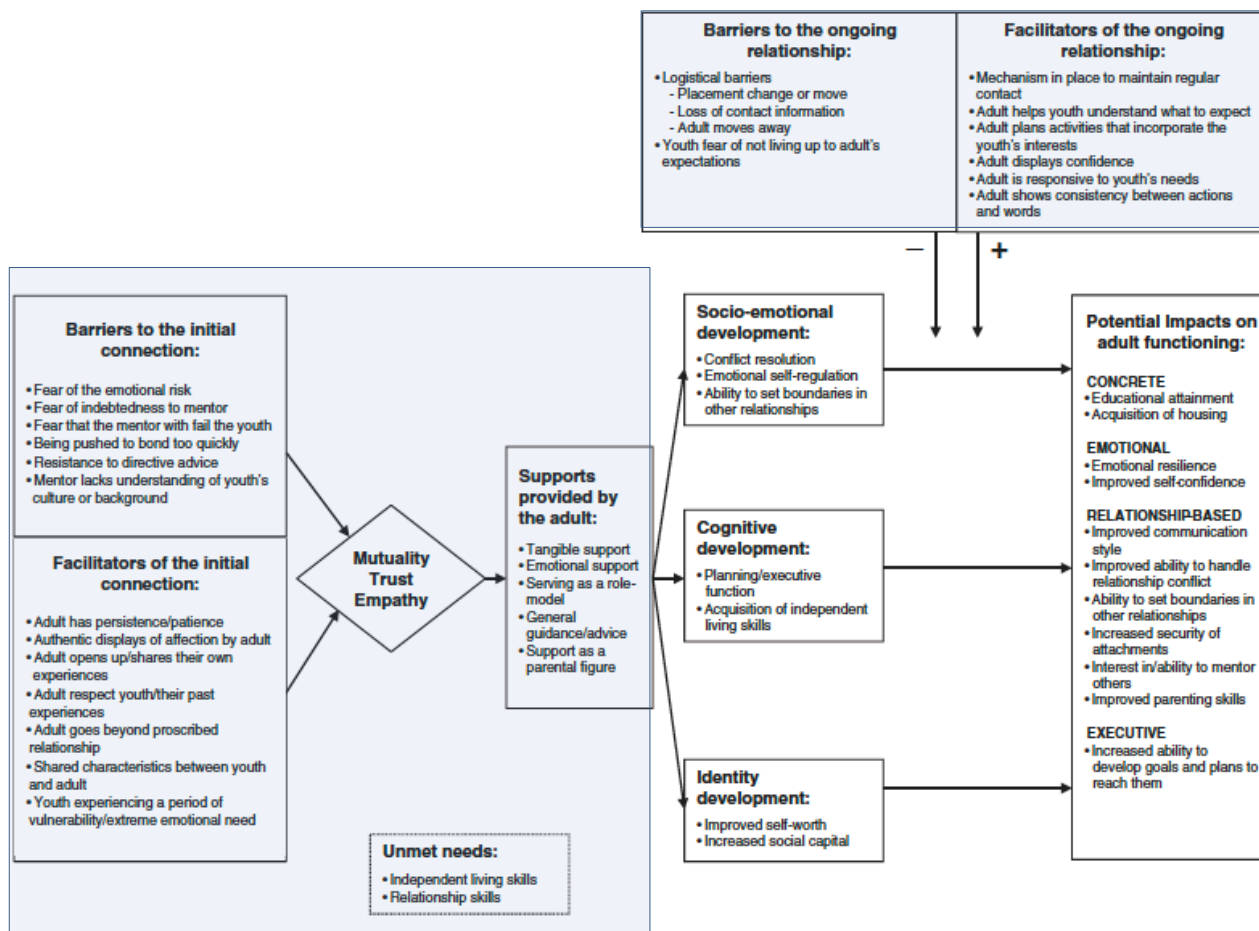 Barriers to the ongoing
relationship:
• Logistical barriers
- Placement change or move
- Loss of contact information
- Adult moves away
• Youth fear of not living up to adult's
expectations
Facilitators of the ongoing
relationship:
• Mechanism in place to maintain regular
contact
• Adult helps youth understand what to expect
• Adult plans activities that incorporate the
youth's interests
• Adult displays confidence
• Adult is responsive to youth's needs
• Adult shows consistency between actions
and words
– +
Barriers to the initial
connection:
• Fear of the emotional risk
• Fear of indebtedness to mentor
• Fear that the mentor with fail the youth
• Being pushed to bond too quickly
• Resistance to directive advice
• Mentor lacks understanding of youth's
culture or background
Facilitators of the initial
connection:
• Adult has persistence/patience
• Authentic displays of affection by adult
• Adult opens up/shares their own
experiences
• Adult respect youth/their past
experiences
• Adult goes beyond proscribed
relationship
• Shared characteristics between youth
and adult
• Youth experiencing a period of
vulnerability/extreme emotional need
Mutuality
Trust
Empathy
Supports
provided by
the adult:
• Tangible support
• Emotional support
• Serving as a role-
model
• General
guidance/advice
• Support as a
parental figure
Unmet needs:
• Independent living skills
• Relationship skills
Socio-emotional
development:
• Conflict resolution
• Emotional self-regulation
• Ability to set boundaries in
other relationships
Cognitive
development:
• Planning/executive
function
• Acquisition of independent
living skills
Identity
development:
• Improved self-worth
• Increased social capital
Potential Impacts on
adult functioning:
CONCRETE
• Educational attainment
• Acquisition of housing
EMOTIONAL
• Emotional resilience
• Improved self-confidence
RELATIONSHIP-BASED
• Improved communication
style
• Improved ability to handle
relationship conflict
• Ability to set boundaries in
other relationships
• Increased security of
attachments
• Interest in/ability to mentor
others
• Improved parenting skills
EXECUTIVE
• Increased ability to
develop goals and plans to
reach them